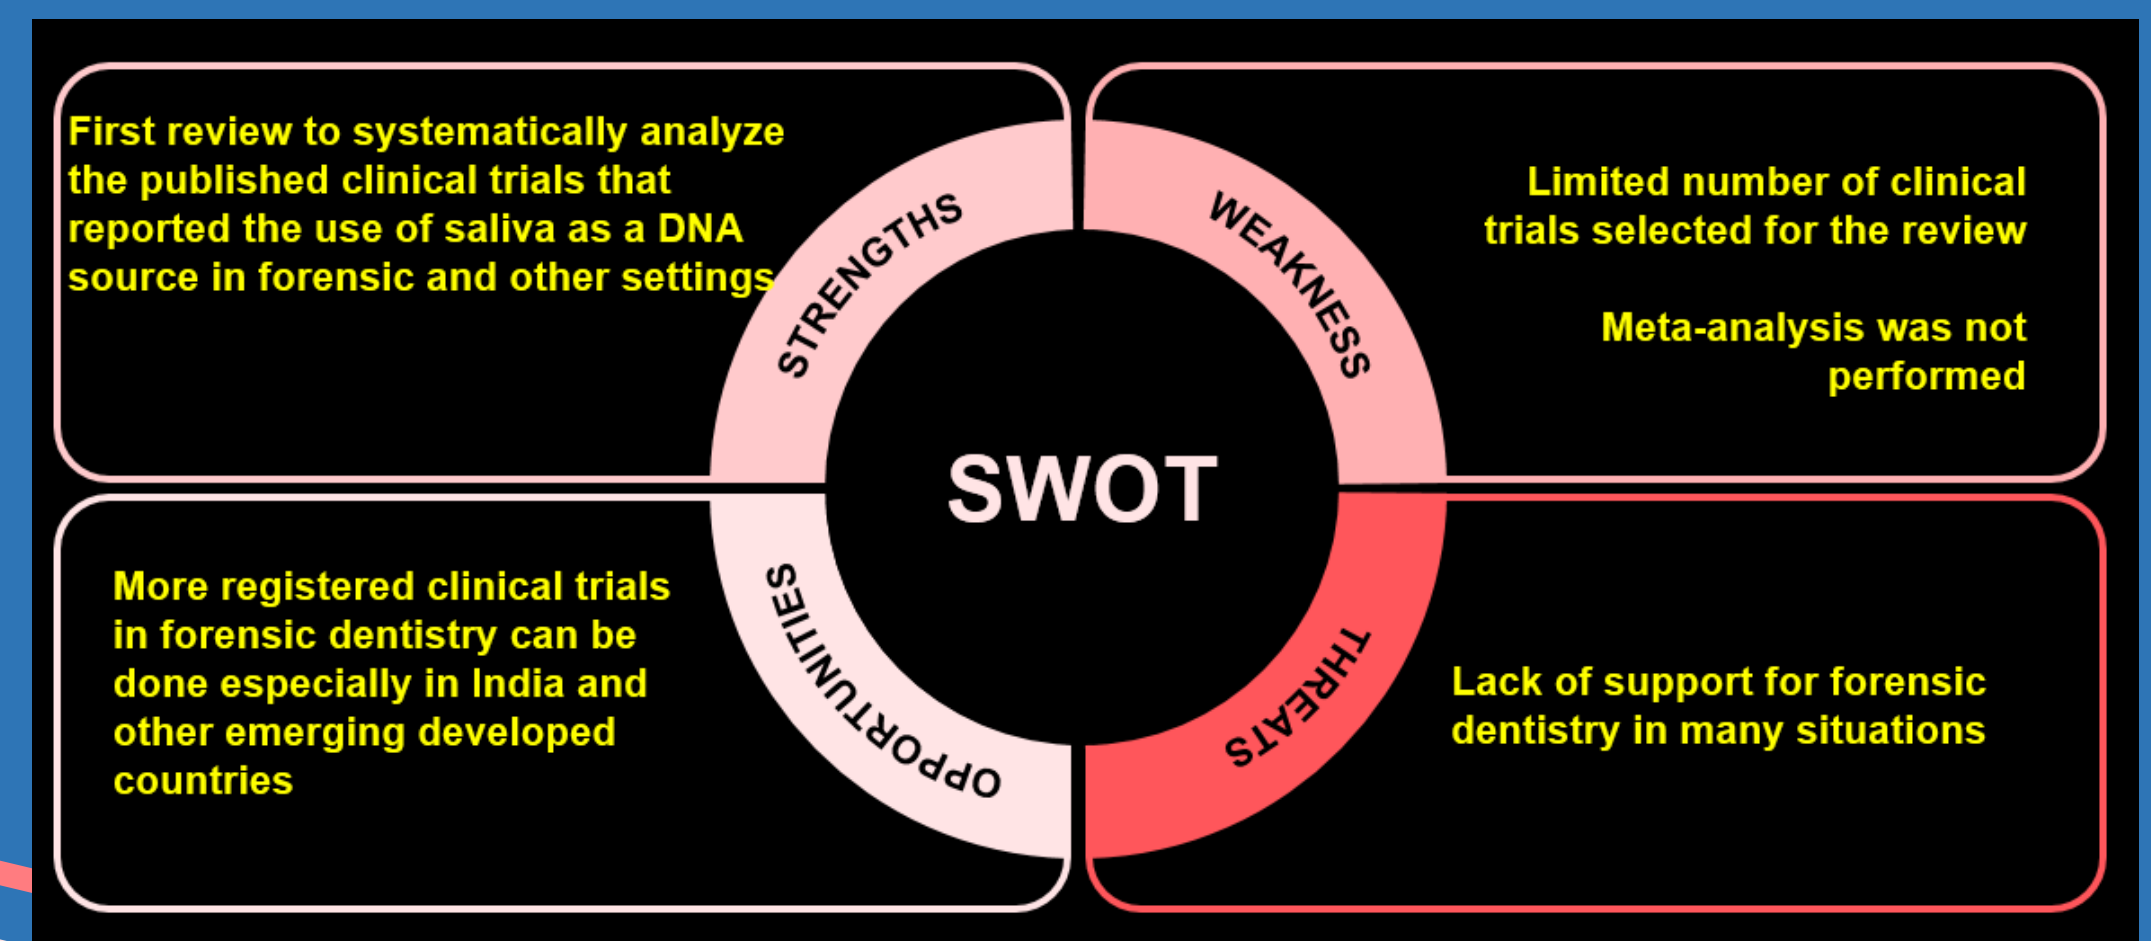 First review to systematically analyze
the published clinical trials that
reported the use of saliva as a DNA
source in forensic and other settings
STRENGTHS
WEAKNESS
Limited number of clinical
trials selected for the review
Meta-analysis was not
performed
SWOT
More registered clinical trials
in forensic dentistry can be
done especially in India and
other emerging developed
countries
OPPORTUNITIES
THREATS
Lack of support for forensic
dentistry in many situations